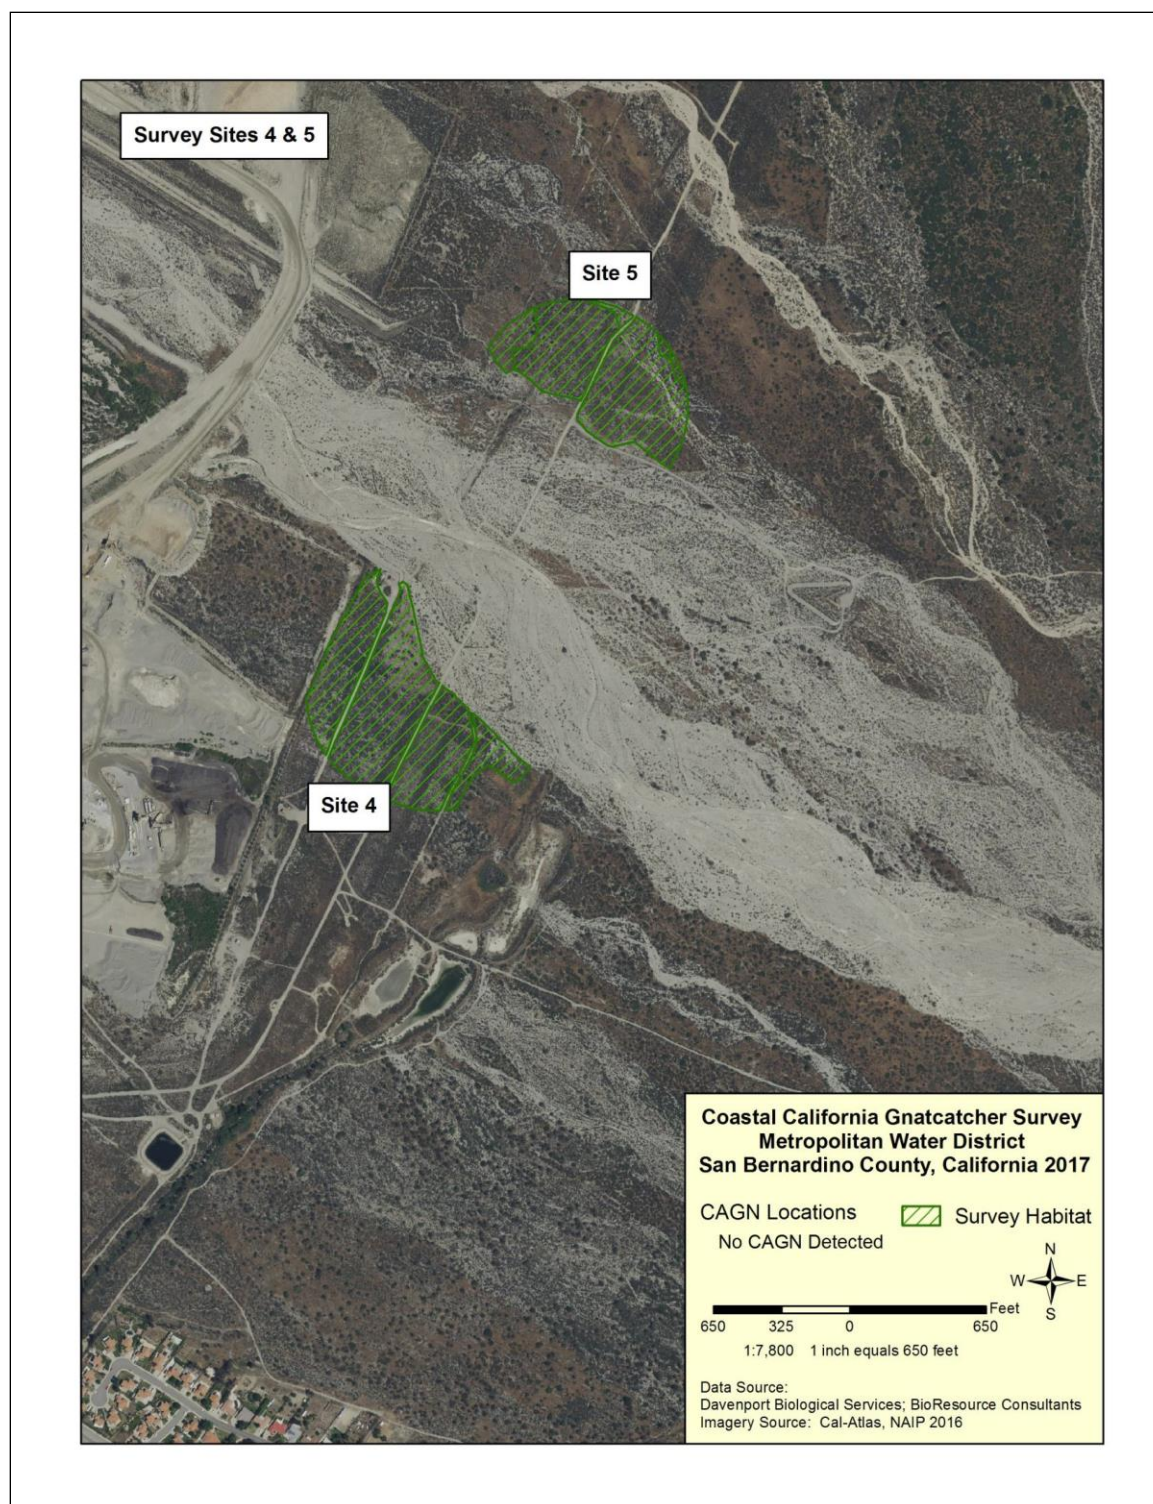 Survey Sites 4 & 5
Site 5
Site 4
Coastal California Gnatcatcher Survey
Metropolitan Water District
San Bernardino County, California 2017
CAGN Locations
Survey Habitat
No CAGN Detected
N
W E
S
Feet
650 325 0 650
1:7,800 1 inch equals 650 feet
Data Source:
Davenport Biological Services; BioResource Consultants
Imagery Source: Cal-Atlas, NAIP 2016